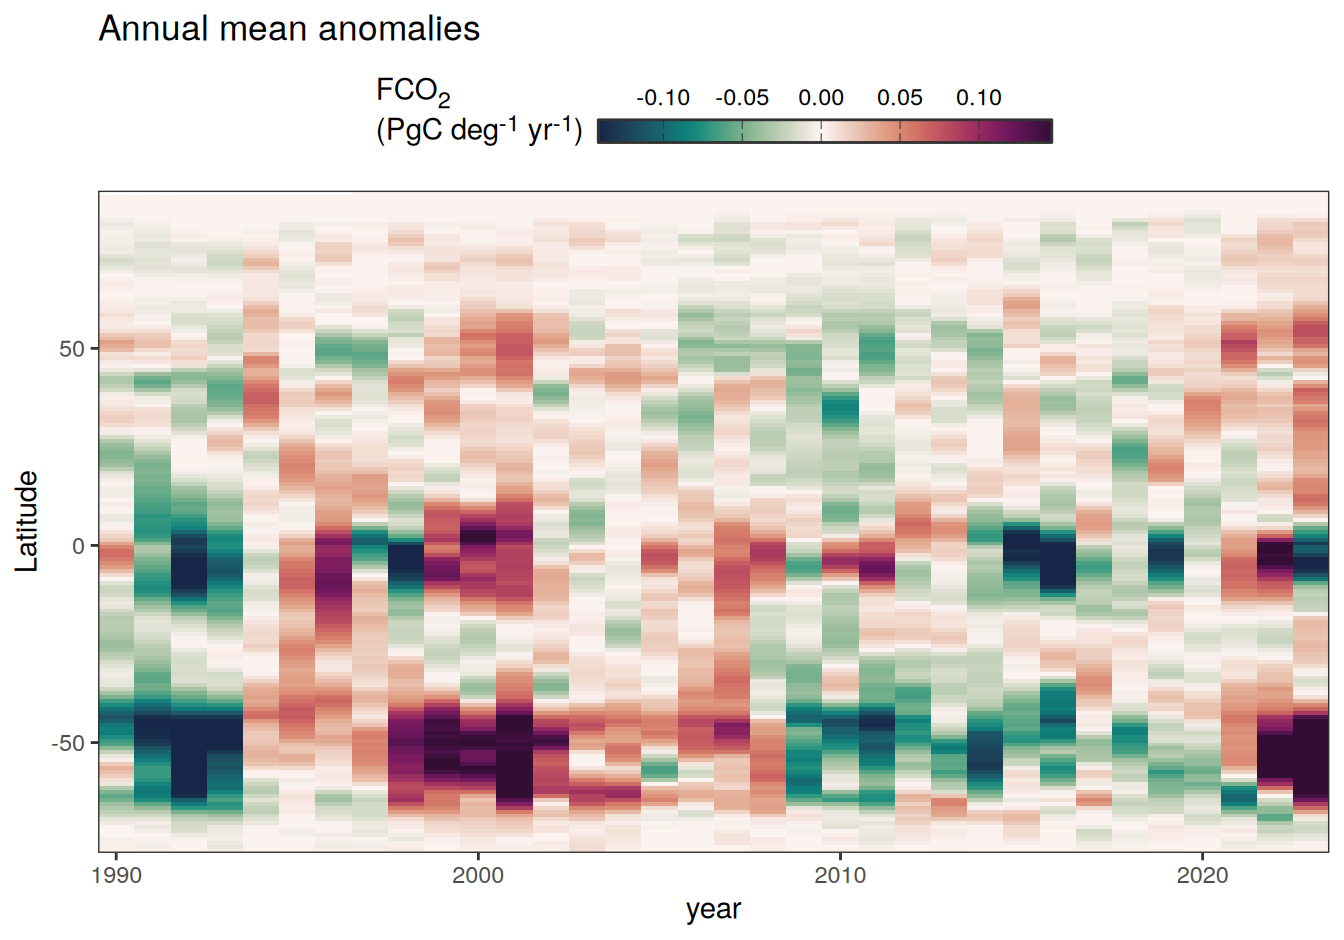 Annual mean anomalies
FCO₂
(PgC deg⁻¹ yr⁻¹)
-0.10 -0.05 0.00 0.05 0.10
Latitude
50
0
-50
1990 2000 2010 2020
year